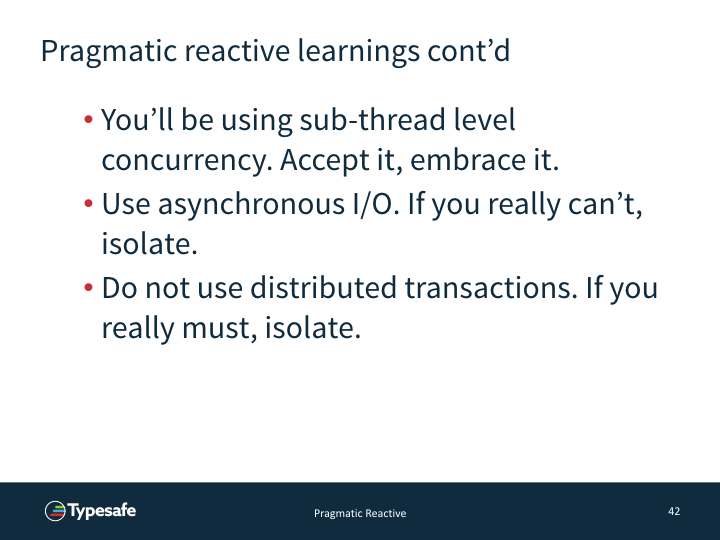 Pragmatic reactive learnings cont’d
• You’ll be using sub-thread level
concurrency. Accept it, embrace it.
• Use asynchronous I/O. If you really can’t,
isolate.
• Do not use distributed transactions. If you
really must, isolate.
Typesafe
Pragmatic Reactive
42